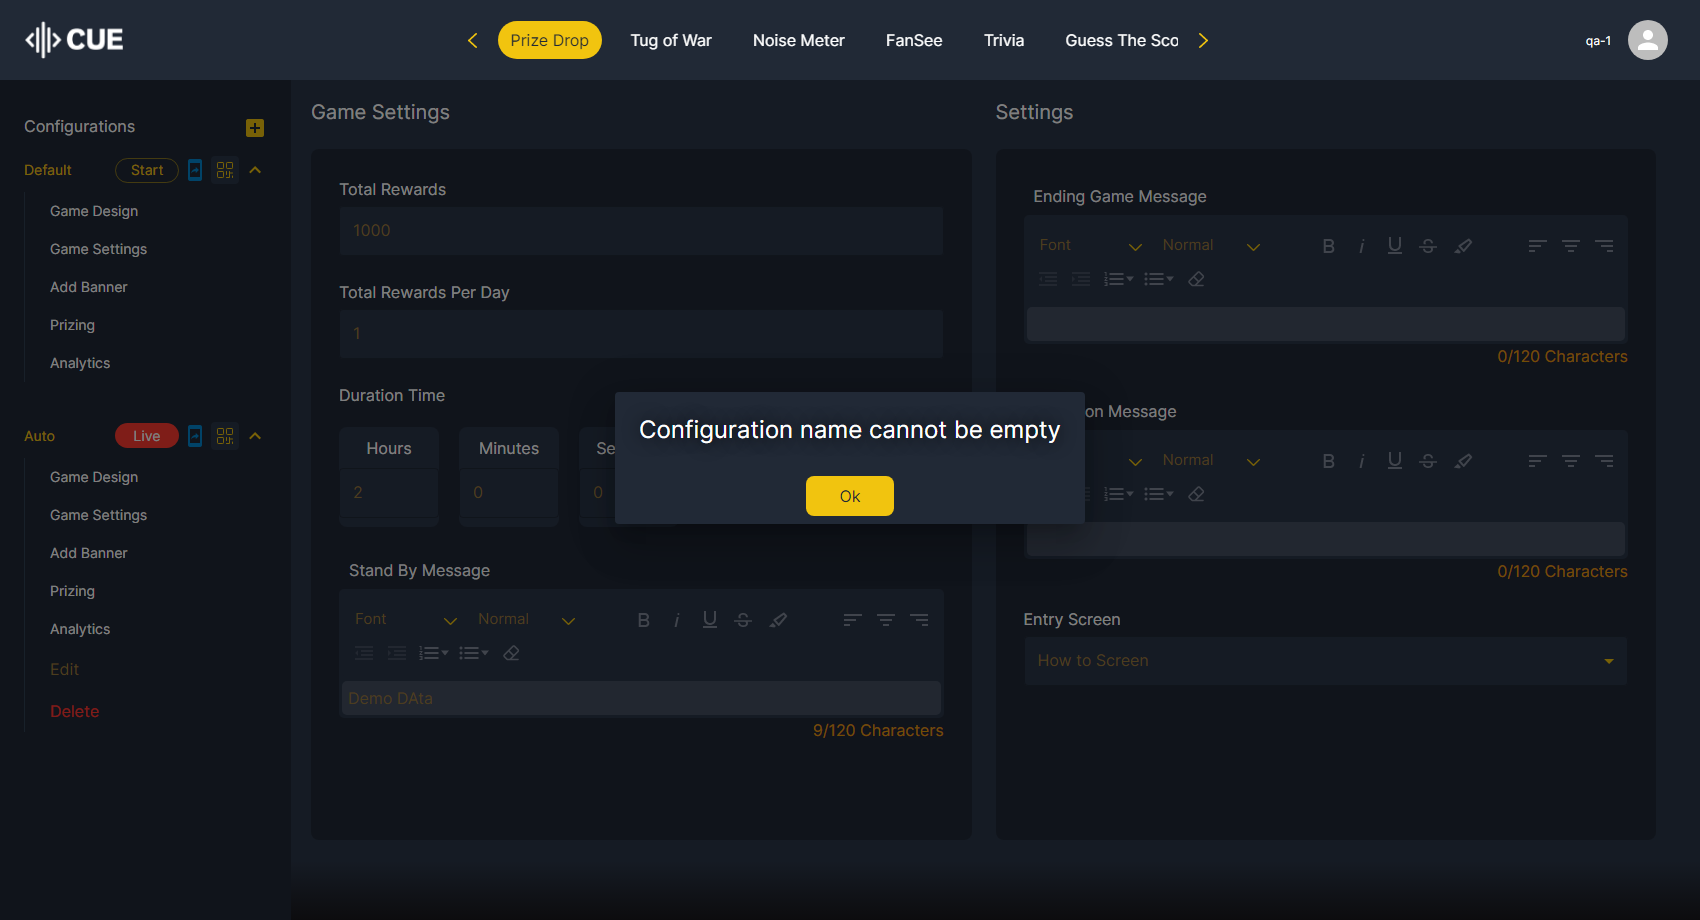 CUE
Prize Drop
Tug of War
Noise Meter
FanSee
Trivia
Guess The Sco
qa-1
Configurations
Default
Start
Game Design
Game Settings
Add Banner
Prizing
Analytics
Auto
Live
Game Design
Game Settings
Add Banner
Prizing
Analytics
Edit
Delete
Game Settings
Total Rewards
1000
Total Rewards Per Day
1
Duration Time
Hours
Minutes
Se
2
0
0
Stand By Message
Font
Normal
B
i
U
S
Demo DAta
9/120 Characters
Settings
Ending Game Message
Font
Normal
B
i
U
S
0/120 Characters
on Message
Normal
B
i
U
S
0/120 Characters
Entry Screen
How to Screen
Configuration name cannot be empty
Ok